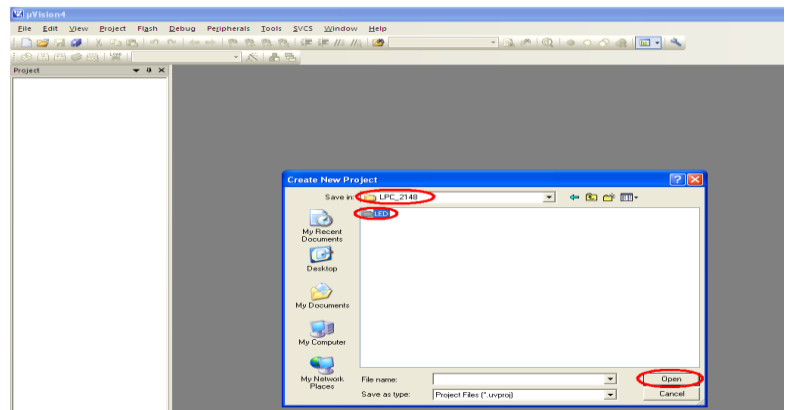 µVision4
File Edit View Project Flash Debug Peripherals Tools SVCS Window Help
Project
Create New Project
Save in: LPC_2148
LED
My Recent
Documents
Desktop
My Documents
My Computer
My Network
Places
File name:
Open
Save as type: Project Files (*.uvproj)
Cancel